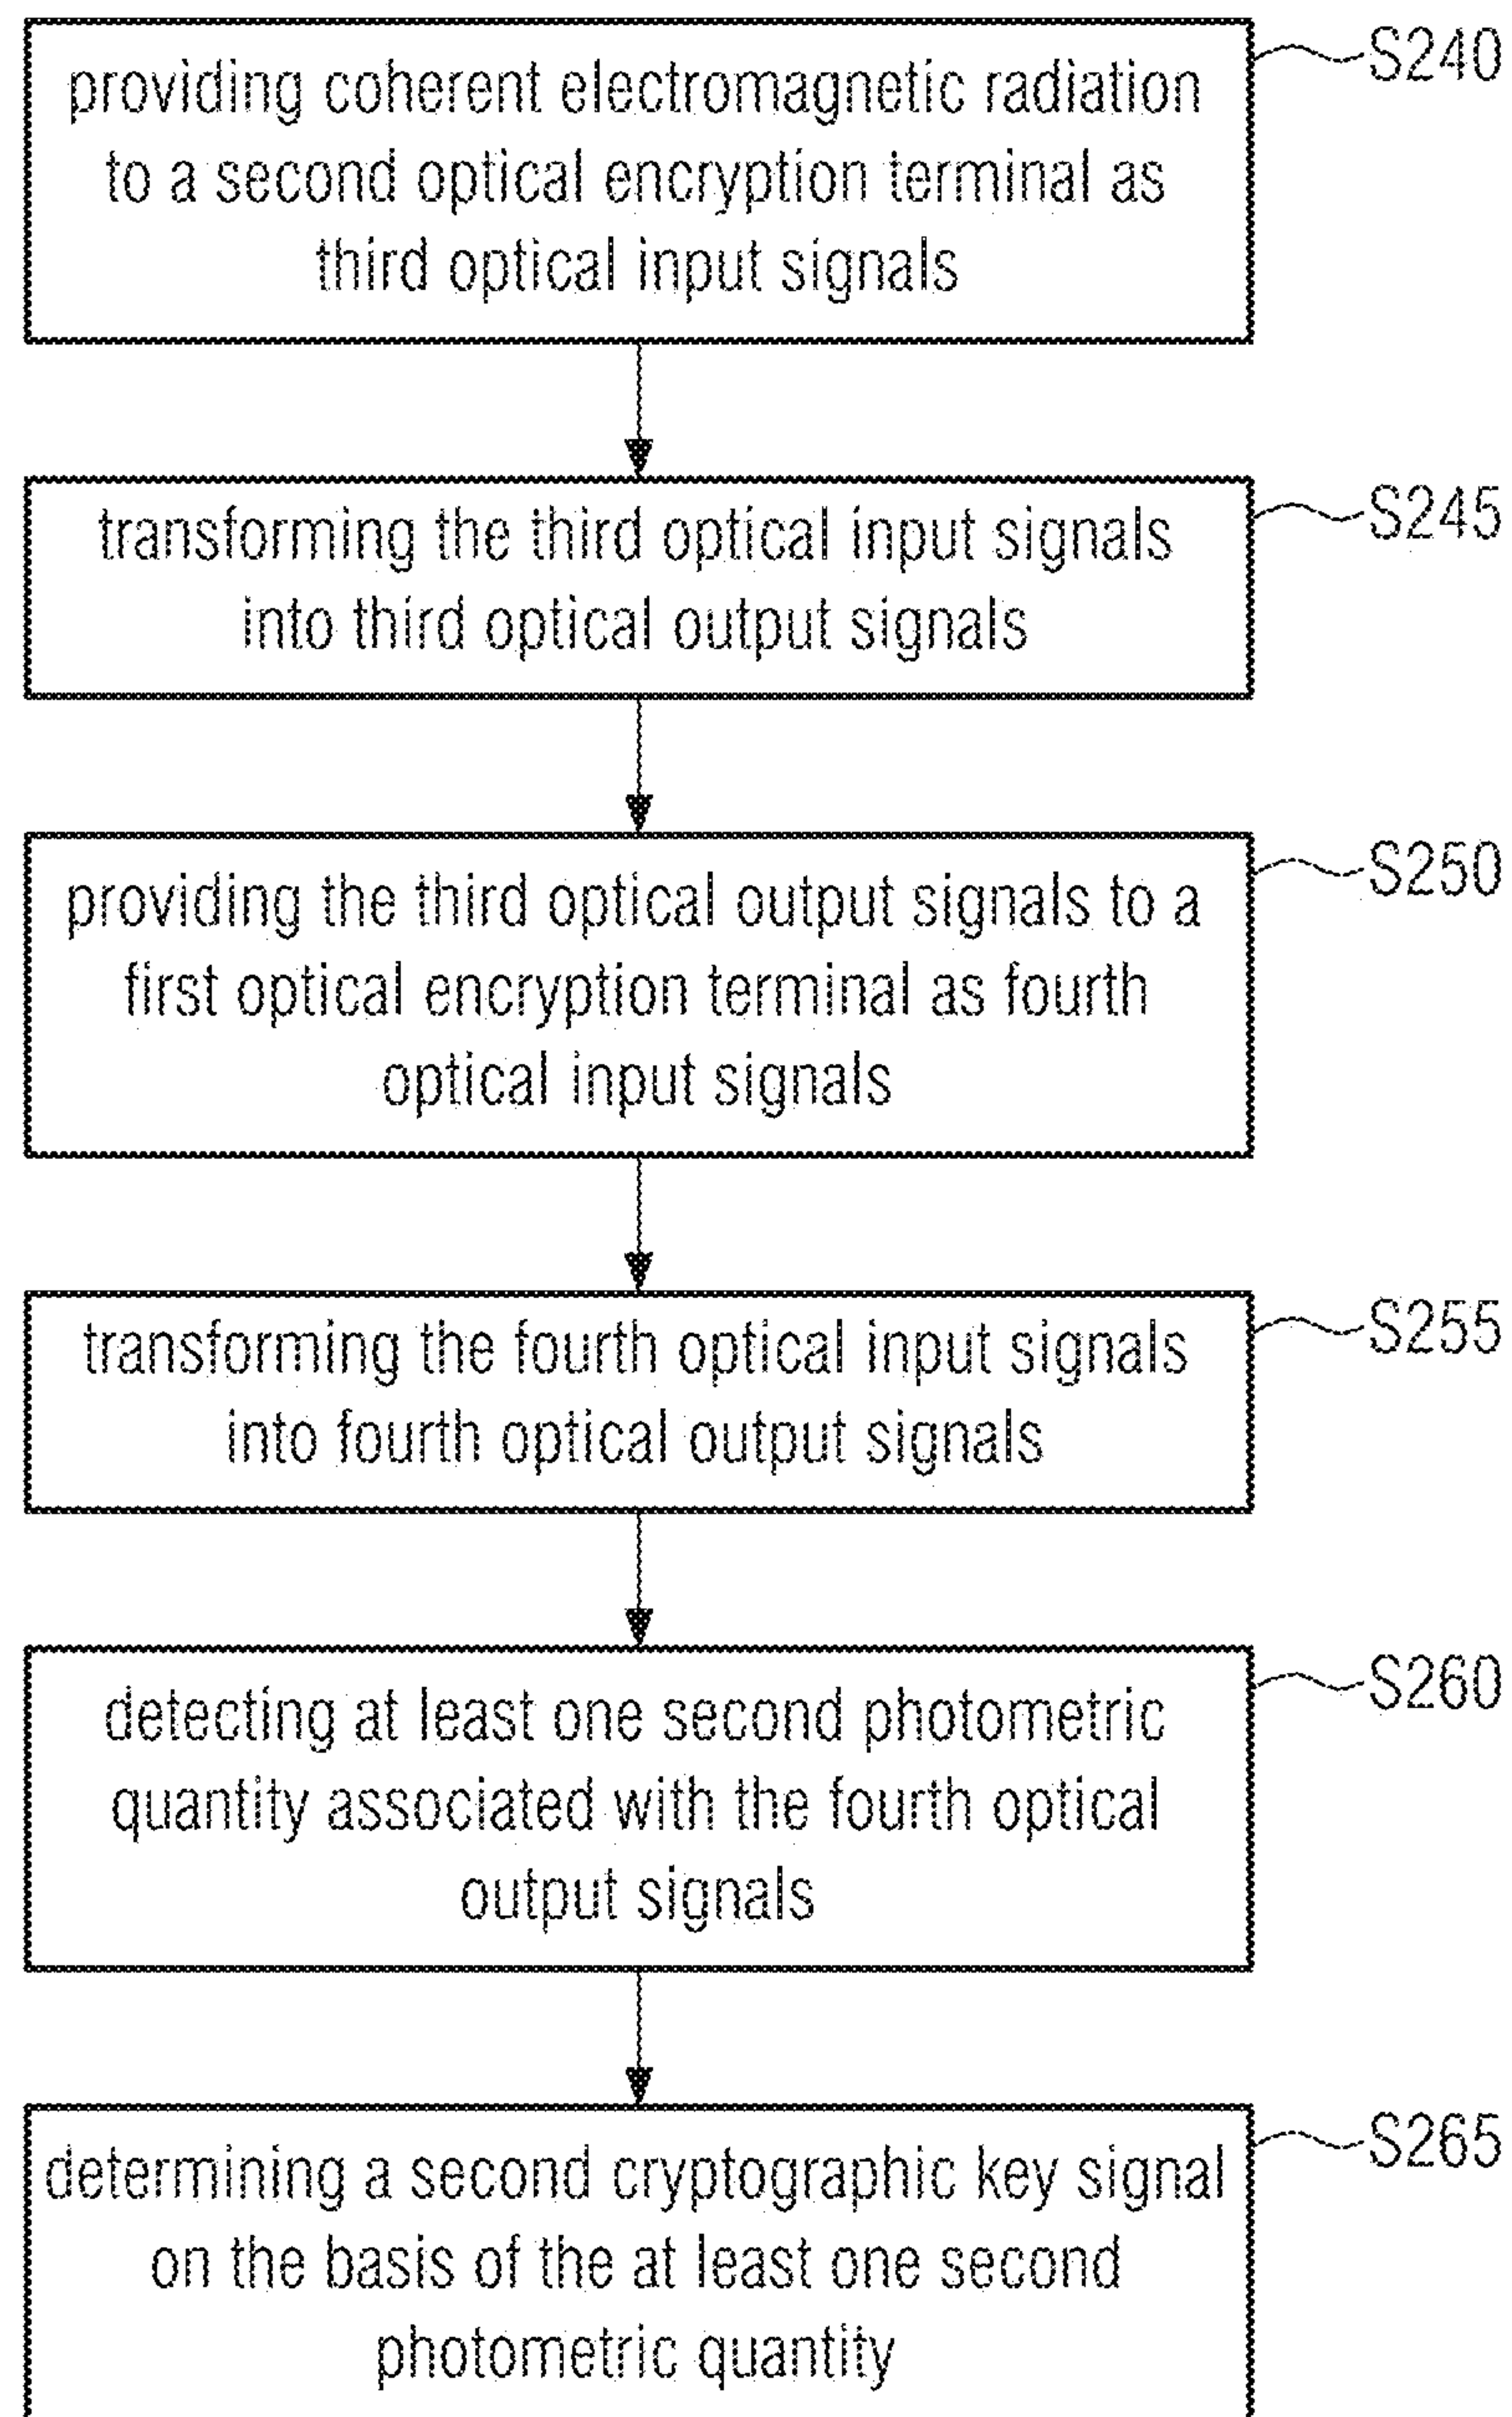 providing coherent electromagnetic radiation
to a second optical encryption terminal as
third optical input signals
S240
transforming the third optical input signals
into third optical output signals
S245
providing the third optical output signals to a
first optical encryption terminal as fourth
optical input signals
S250
transforming the fourth optical input signals
into fourth optical output signals
S255
detecting at least one second photometric
quantity associated with the fourth optical
output signals
S260
determining a second cryptographic key signal
on the basis of the at least one second
photometric quantity
S265